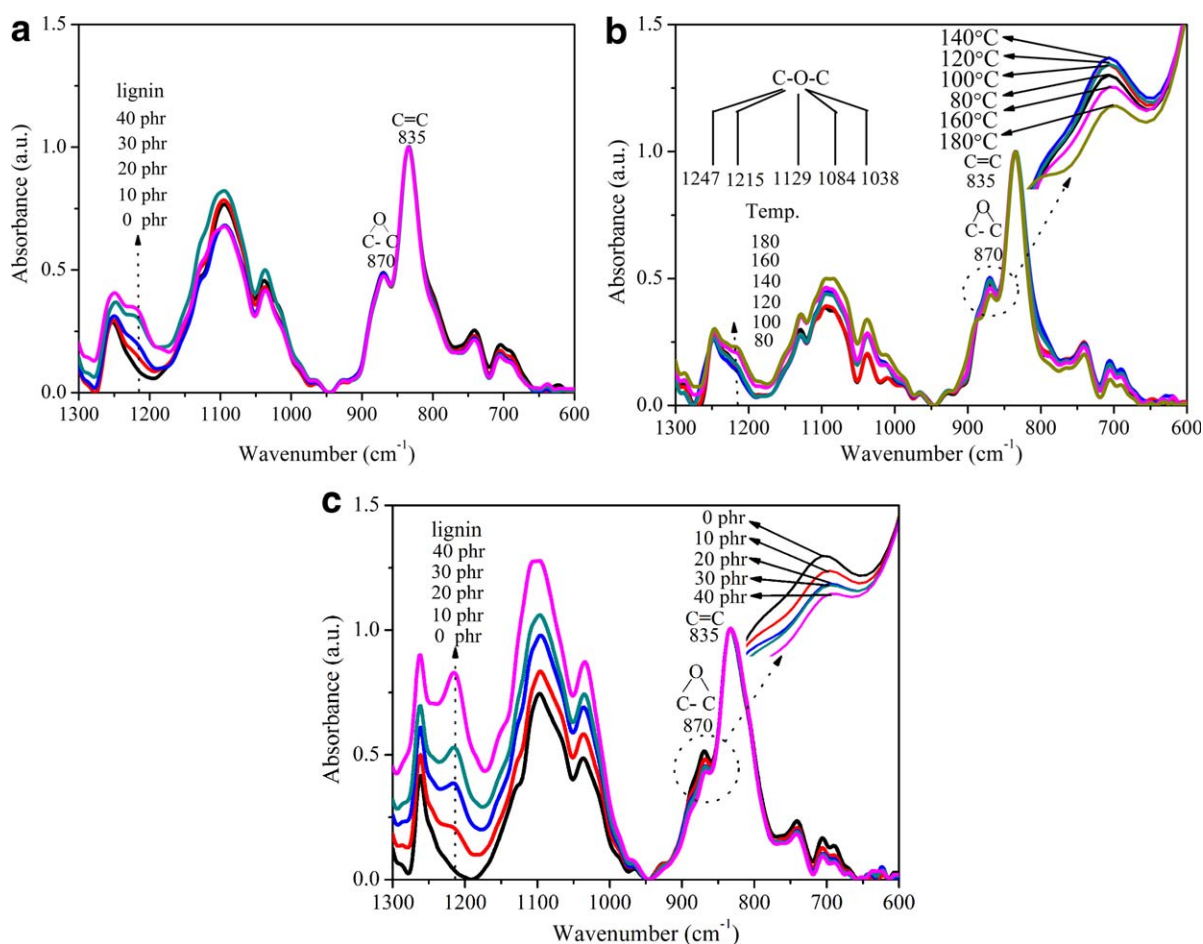 a
1.5
1.0
0.5
0.0
Absorbance (a.u.)
lignin
40 phr
30 phr
20 phr
10 phr
0 phr
C=C
835
O
C- C
870
1300 1200 1100 1000 900 800 700 600
Wavenumber (cm-1)
b
1.5
1.0
0.5
0.0
Absorbance (a.u.)
C-O-C
1247 1215 1129 1084 1038
Temp.
180
160
140
120
100
80
140°C
120°C
100°C
80°C
160°C
180°C
C=C
835
O
C- C
870
1300 1200 1100 1000 900 800 700 600
Wavenumber (cm-1)
c
1.5
1.0
0.5
0.0
Absorbance (a.u.)
lignin
40 phr
30 phr
20 phr
10 phr
0 phr
0 phr
10 phr
20 phr
30 phr
40 phr
C=C
835
O
C- C
870
1300 1200 1100 1000 900 800 700 600
Wavenumber (cm-1)